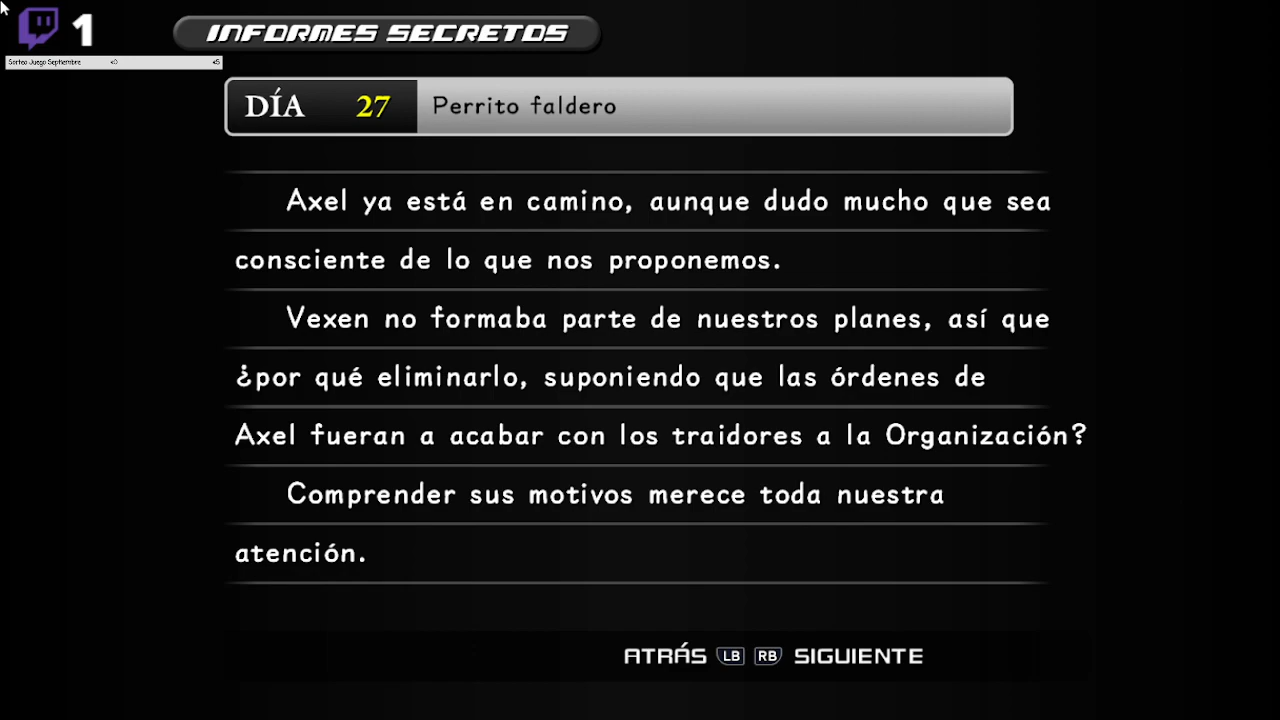 1
INFORMES SECRETOS
Sorteo Juego Septiembre
DÍA 27 Perrito faldero
Axel ya está en camino, aunque dudo mucho que sea
consciente de lo que nos proponemos.
Vexen no formaba parte de nuestros planes, así que
¿por qué eliminarlo, suponiendo que las órdenes de
Axel fueran a acabar con los traidores a la Organización?
Comprender sus motivos merece toda nuestra
atención.
ATRÁS LB RB SIGUIENTE